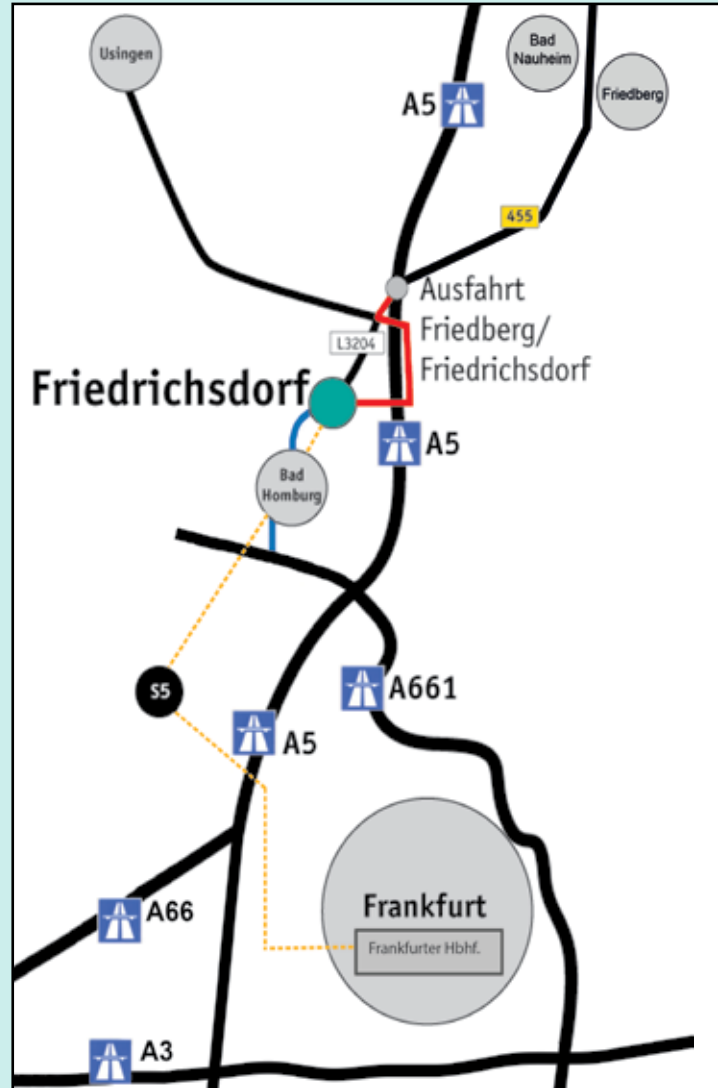 Usingen
Bad
Nauheim
Friedberg
A5
455
Ausfahrt
Friedberg/
Friedrichsdorf
L3204
Friedrichsdorf
A5
Bad
Homburg
S5
A661
A5
Frankfurt
Frankfurter Hbhf.
A66
A3